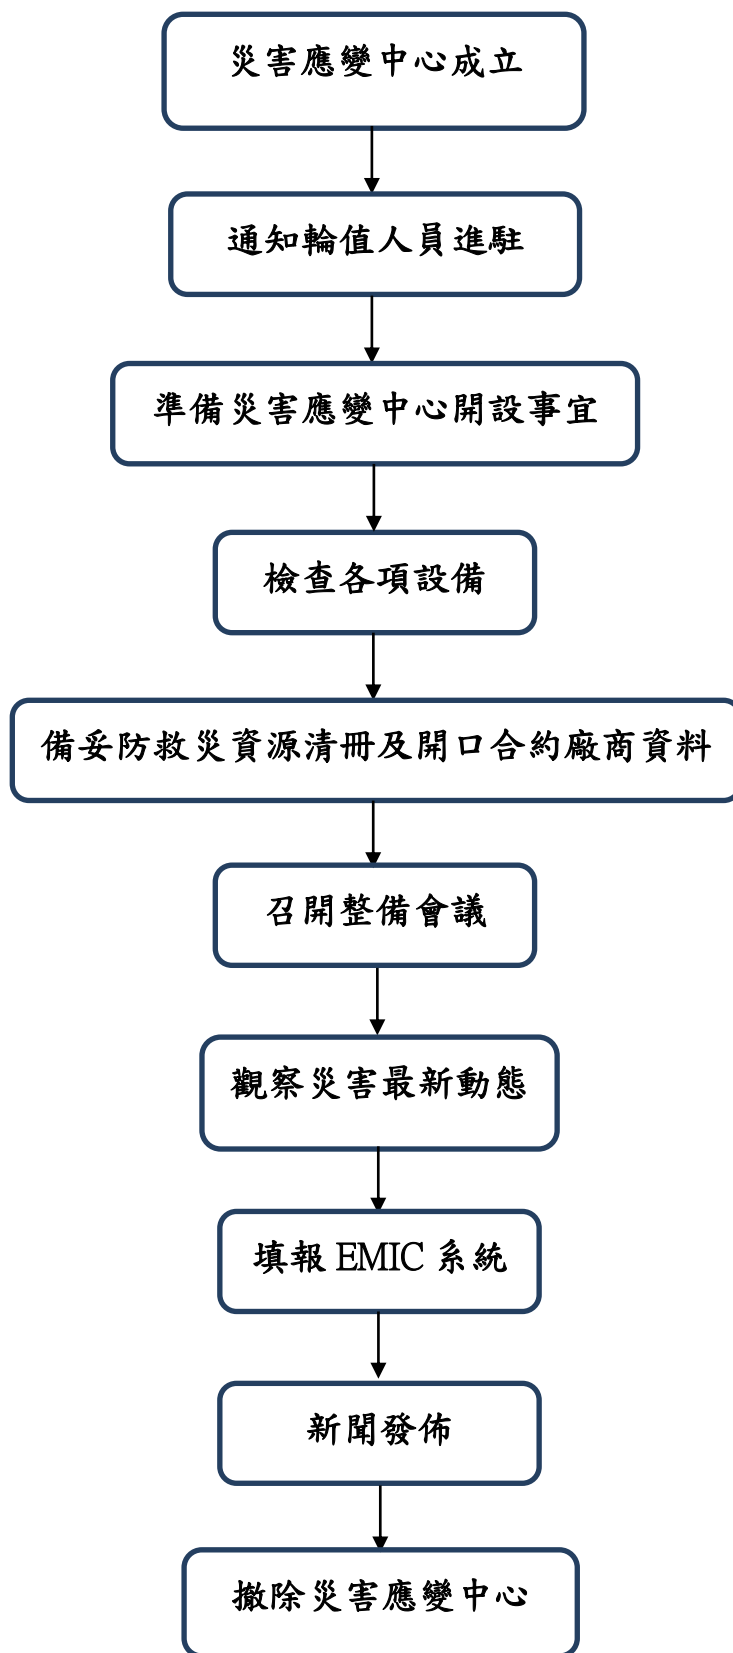 災害應變中心成立
通知輪值人員進駐
準備災害應變中心開設事宜
檢查各項設備
備妥防救災資源清冊及開口合約廠商資料
召開整備會議
觀察災害最新動態
填報 EMIC 系統
新聞發佈
撤除災害應變中心